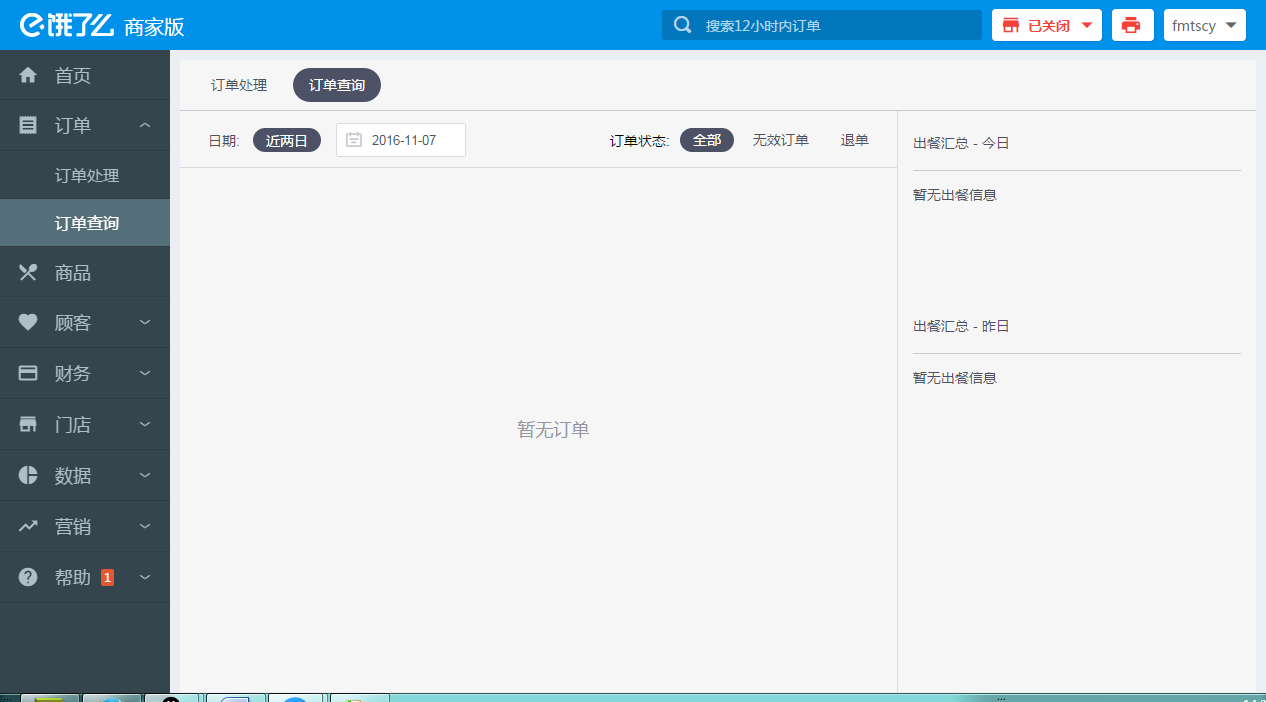 饿了么 商家版
搜索12小时内订单
已关闭
fmtscy
首页
订单
订单处理
订单查询
商品
顾客
财务
门店
数据
营销
帮助 1
订单处理 订单查询
日期: 近两日 2016-11-07 订单状态: 全部 无效订单 退单
暂无订单
出餐汇总 - 今日
暂无出餐信息
出餐汇总 - 昨日
暂无出餐信息